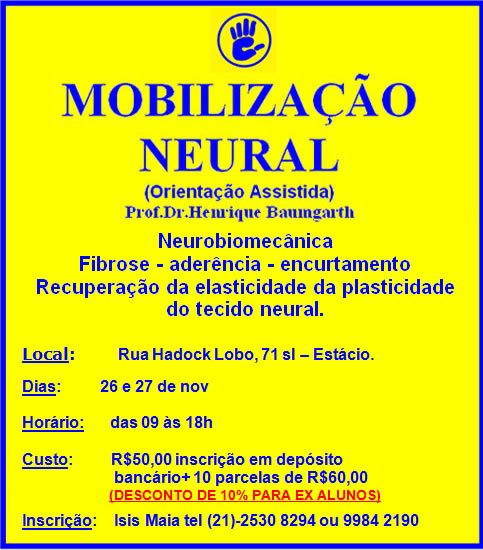 MOBILIZAÇÃO
NEURAL
(Orientação Assistida)
Prof.Dr.Henrique Baumgarth
Neurobiomecânica
Fibrose - aderência - encurtamento
Recuperação da elasticidade da plasticidade
do tecido neural.
Local: Rua Hadock Lobo, 71 sl – Estácio.
Dias: 26 e 27 de nov
Horário: das 09 às 18h
Custo: R$50,00 inscrição em depósito
bancário+ 10 parcelas de R$60,00
(DESCONTO DE 10% PARA EX ALUNOS)
Inscrição: Isis Maia tel (21)-2530 8294 ou 9984 2190